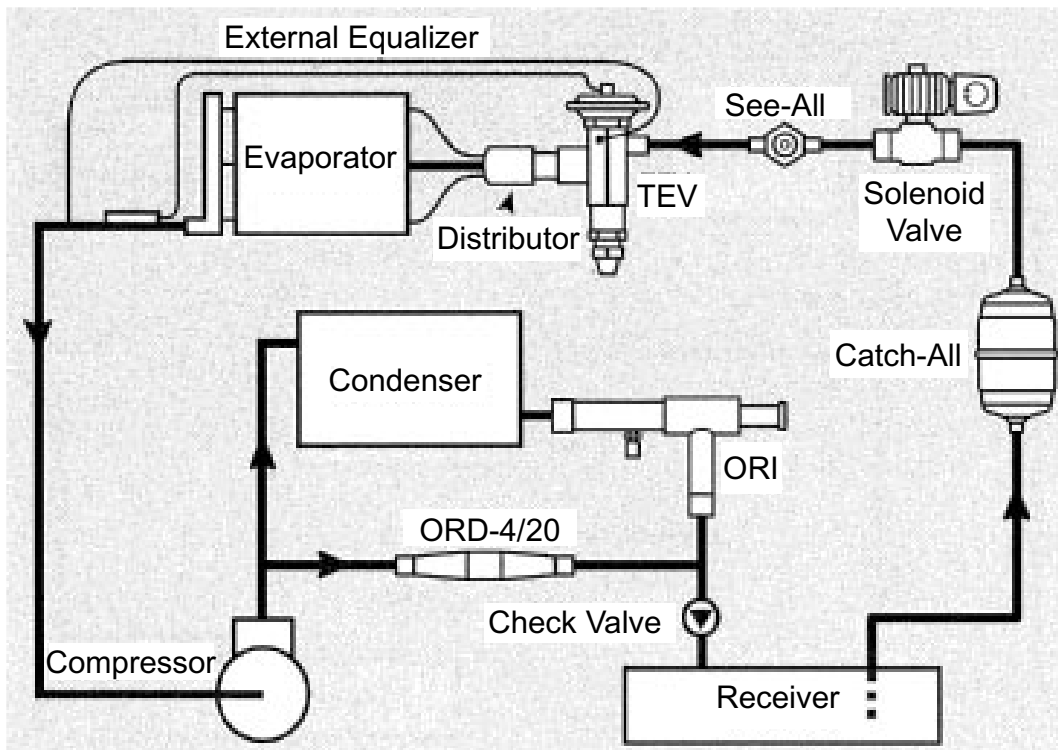 External Equalizer
See-All
Evaporator
TEV
Solenoid
Valve
Distributor
Catch-All
Condenser
ORI
ORD-4/20
Check Valve
Compressor
Receiver